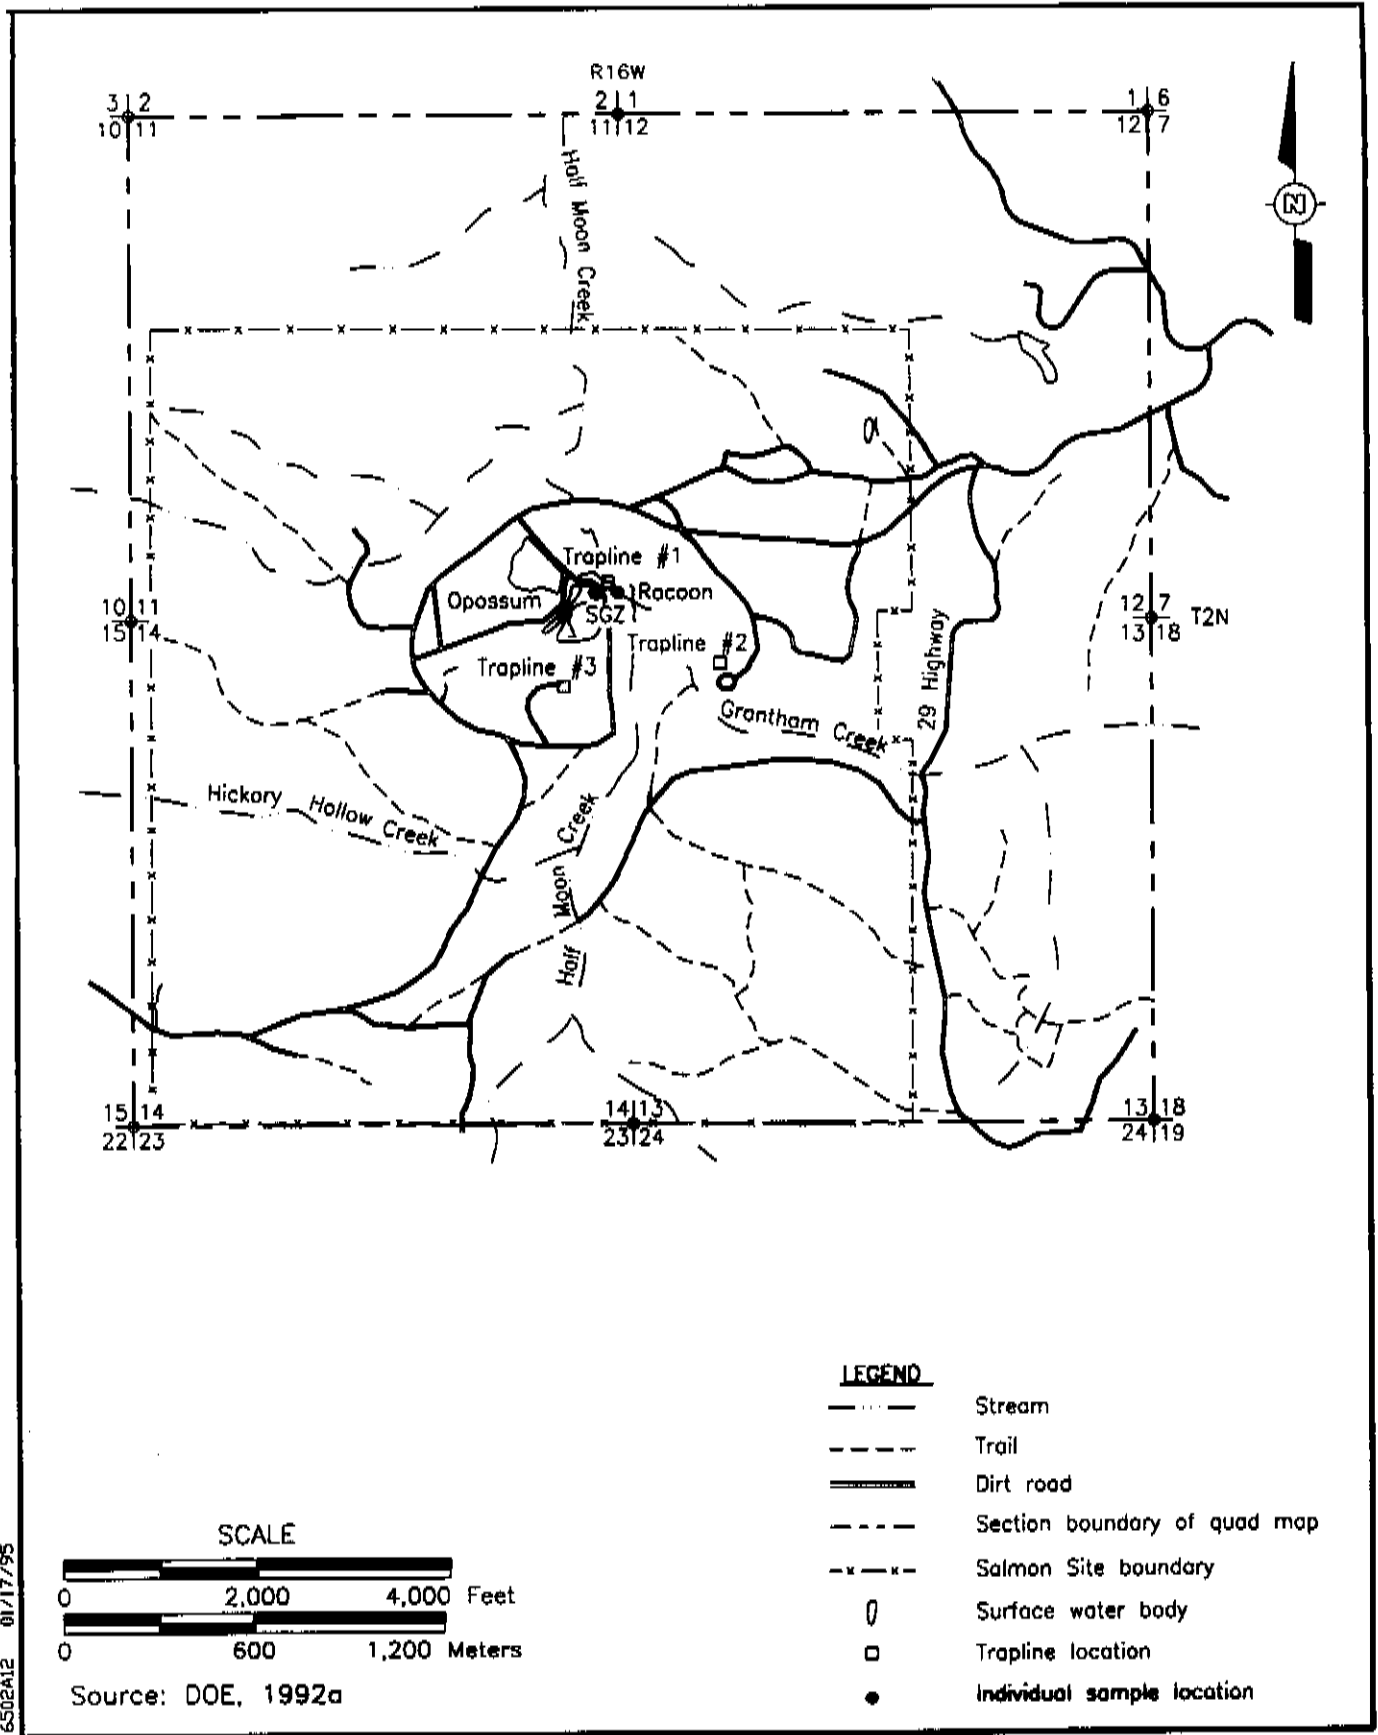 R16W
3 2
10 11
2 1
11 12
1 6
12 7
N
Half Moon Creek
Trapline #1
Opossum
Racoon
SGZ
10 11
15 14
12 7
13 18
T2N
Trapline #2
Trapline #3
29 Highway
Grantham Creek
Hickory Hollow Creek
Half Moon Creek
15 14
22 23
14 13
23 24
13 18
24 19
LEGEND
Stream
Trail
Dirt road
Section boundary of quad map
Salmon Site boundary
Surface water body
Trapline location
Individual sample location
SCALE
0 2,000 4,000 Feet
0 600 1,200 Meters
Source: DOE, 1992a
6502A12 01/17/95